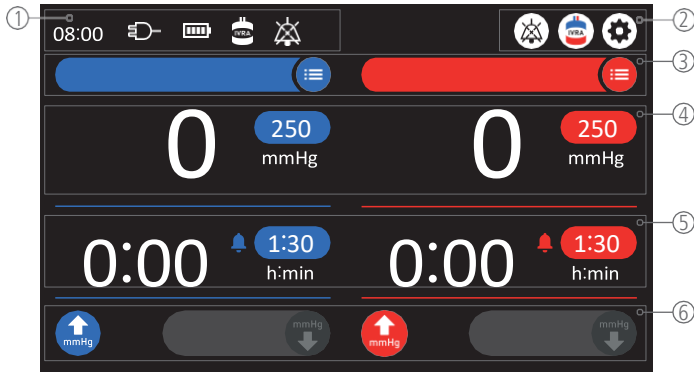 ① 08:00 IVRA IVRA ②
③
0 250 0 250 ④
mmHg mmHg
0:00 1:30 0:00 1:30 ⑤
h:min h:min
mmHg mmHg mmHg mmHg ⑥